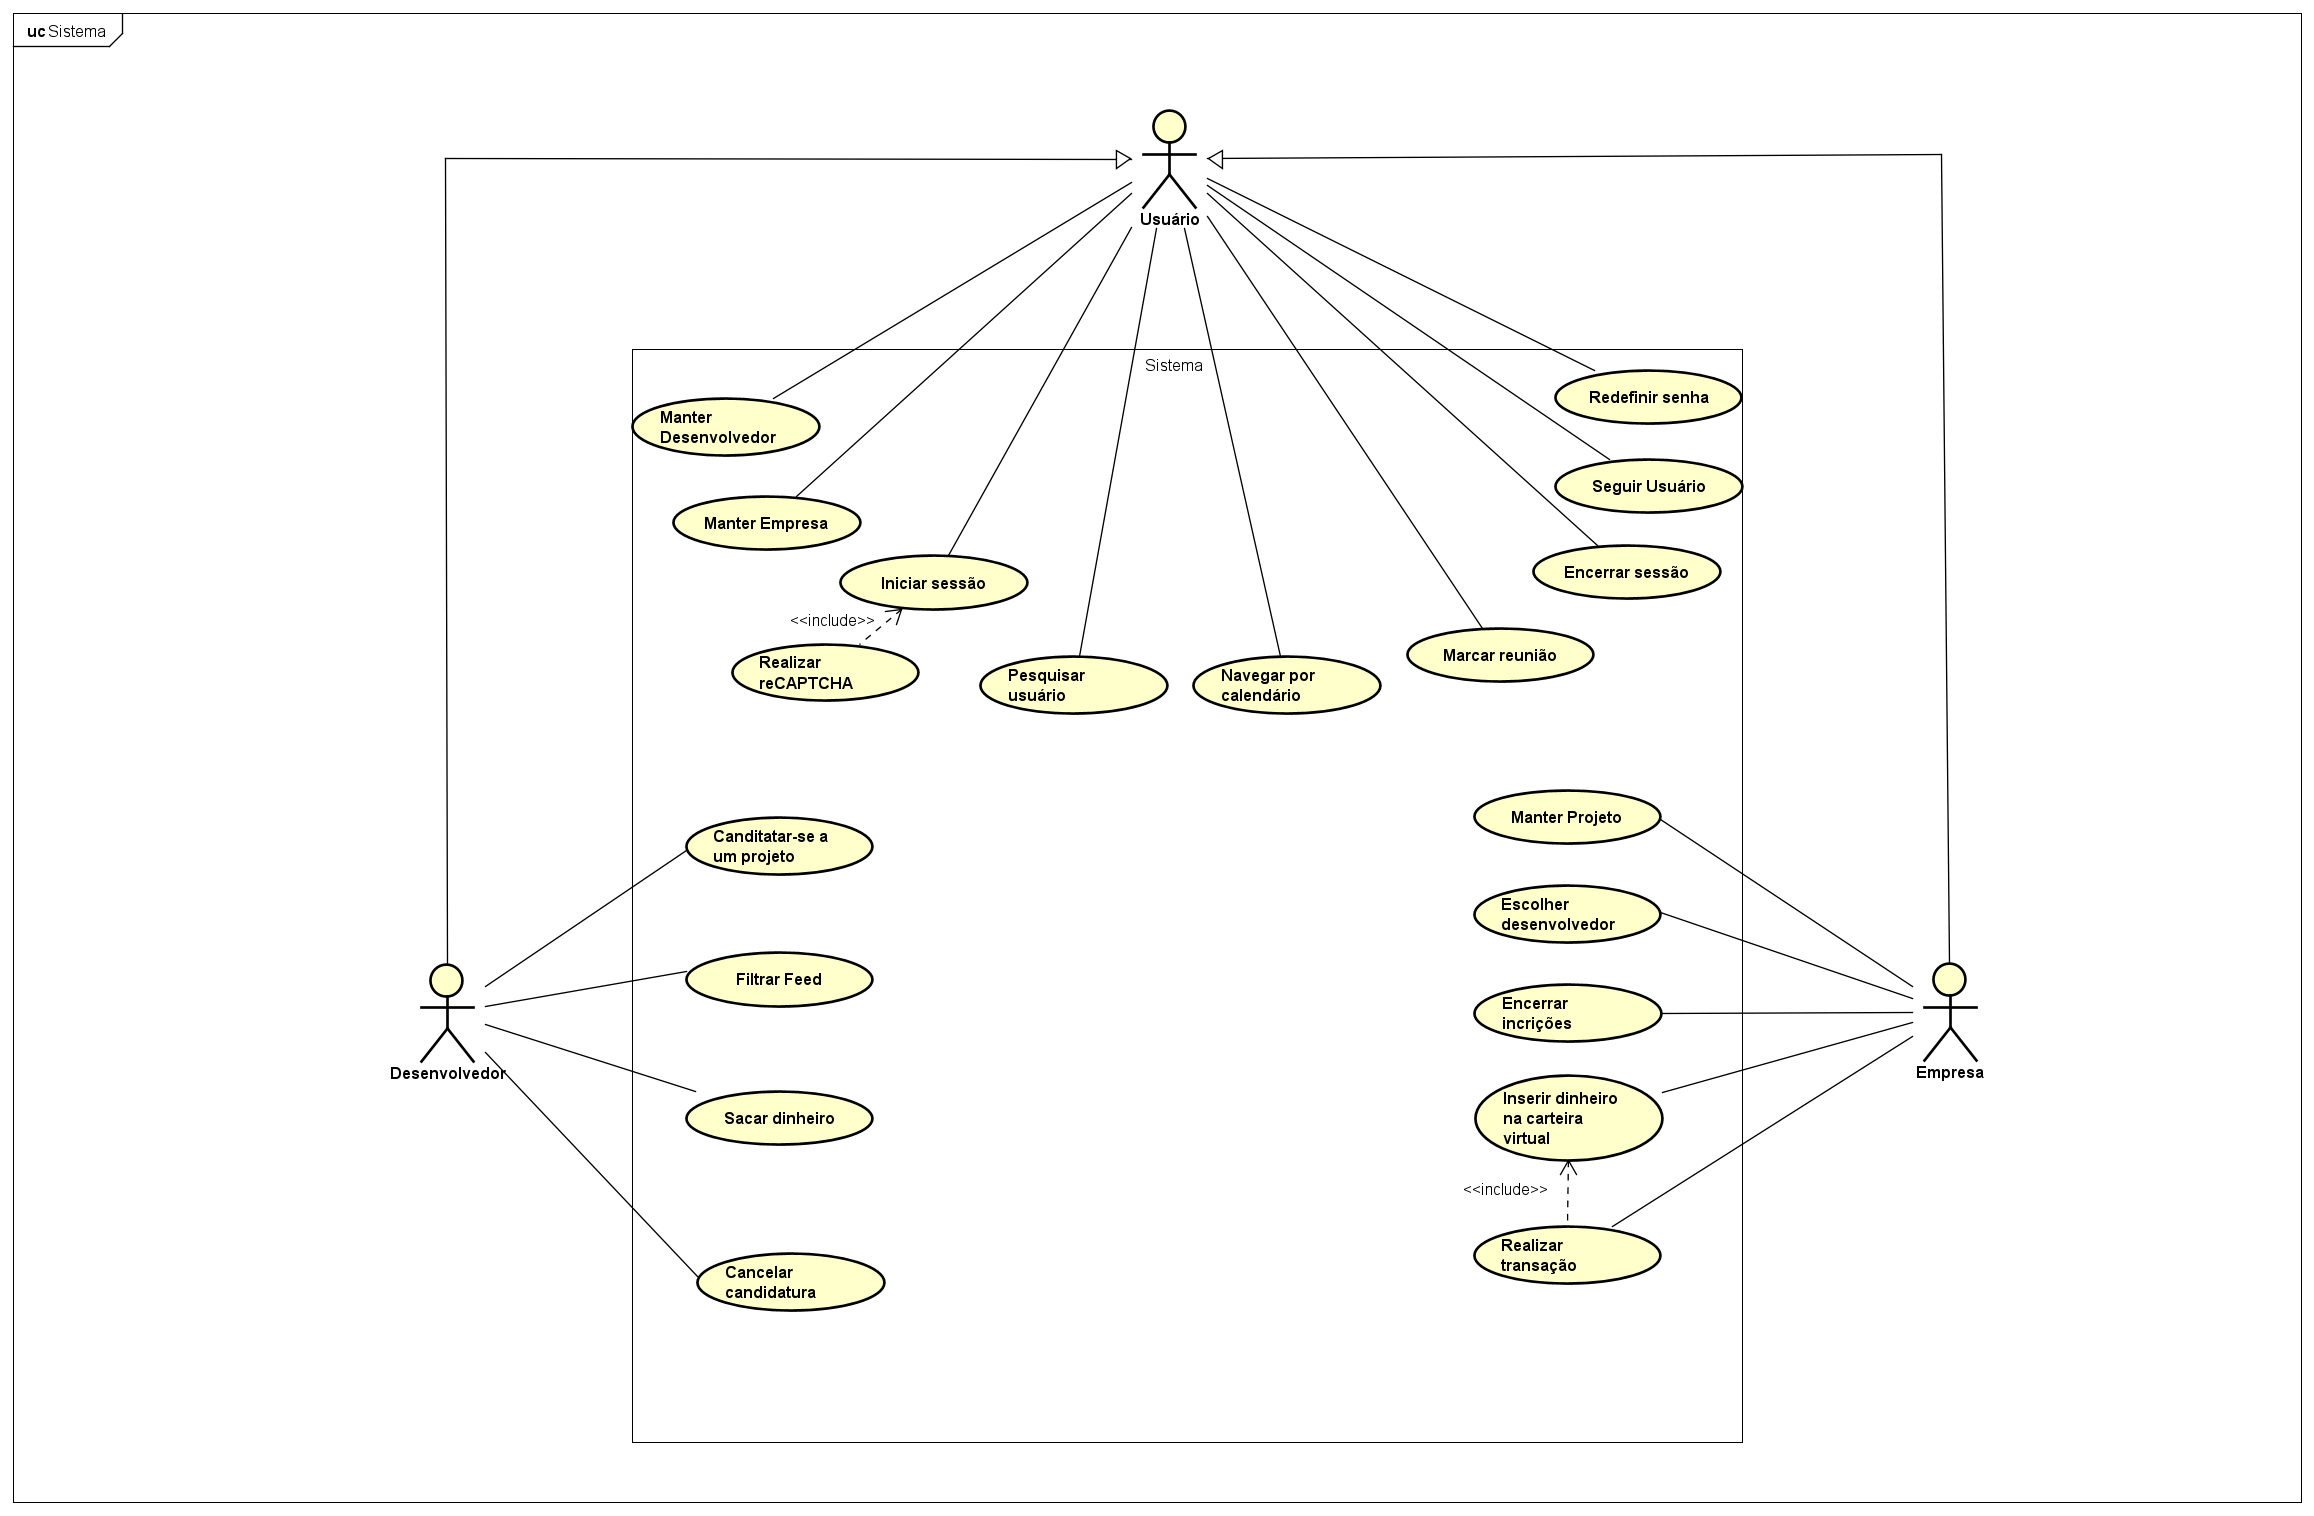 uc Sistema
Usuário
Sistema
Manter
Desenvolvedor
Redefinir senha
Manter Empresa
Seguir Usuário
Iniciar sessão
Encerrar sessão
<<include>>
Realizar
reCAPTCHA
Pesquisar
usuário
Navegar por
calendário
Marcar reunião
Canditatar-se a
um projeto
Manter Projeto
Escolher
desenvolvedor
Filtrar Feed
Encerrar
incrições
Desenvolvedor
Empresa
Sacar dinheiro
Inserir dinheiro
na carteira
virtual
<<include>>
Realizar
transação
Cancelar
candidatura